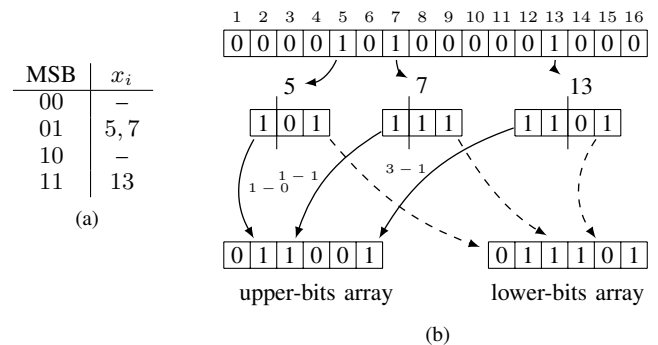 1 2 3 4 5 6 7 8 9 10 11 12 13 14 15 16
0 0 0 0 1 0 1 0 0 0 0 0 1 0 0 0
5 7 13
1 0 1 1 1 1 1 1 0 1
1 − 0 1 − 1 3 − 1
0 1 1 0 0 1 0 1 1 1 0 1
upper-bits array lower-bits array
(b)
MSB x_i
00 –
01 5, 7
10 –
11 13
(a)